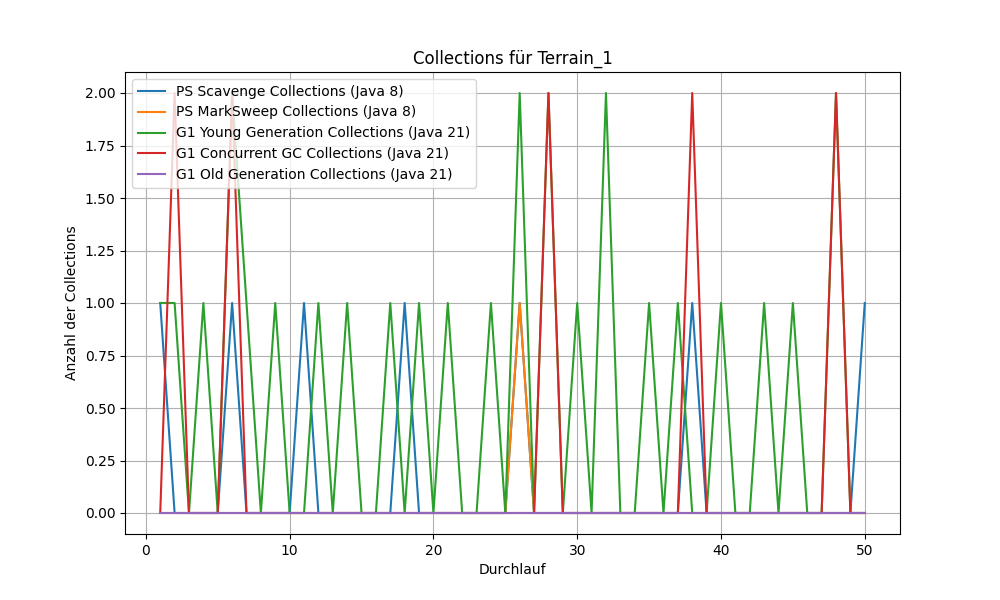 Collections für Terrain_1
PS Scavenge Collections (Java 8)
PS MarkSweep Collections (Java 8)
G1 Young Generation Collections (Java 21)
G1 Concurrent GC Collections (Java 21)
G1 Old Generation Collections (Java 21)
Anzahl der Collections
2.00
1.75
1.50
1.25
1.00
0.75
0.50
0.25
0.00
0 10 20 30 40 50
Durchlauf